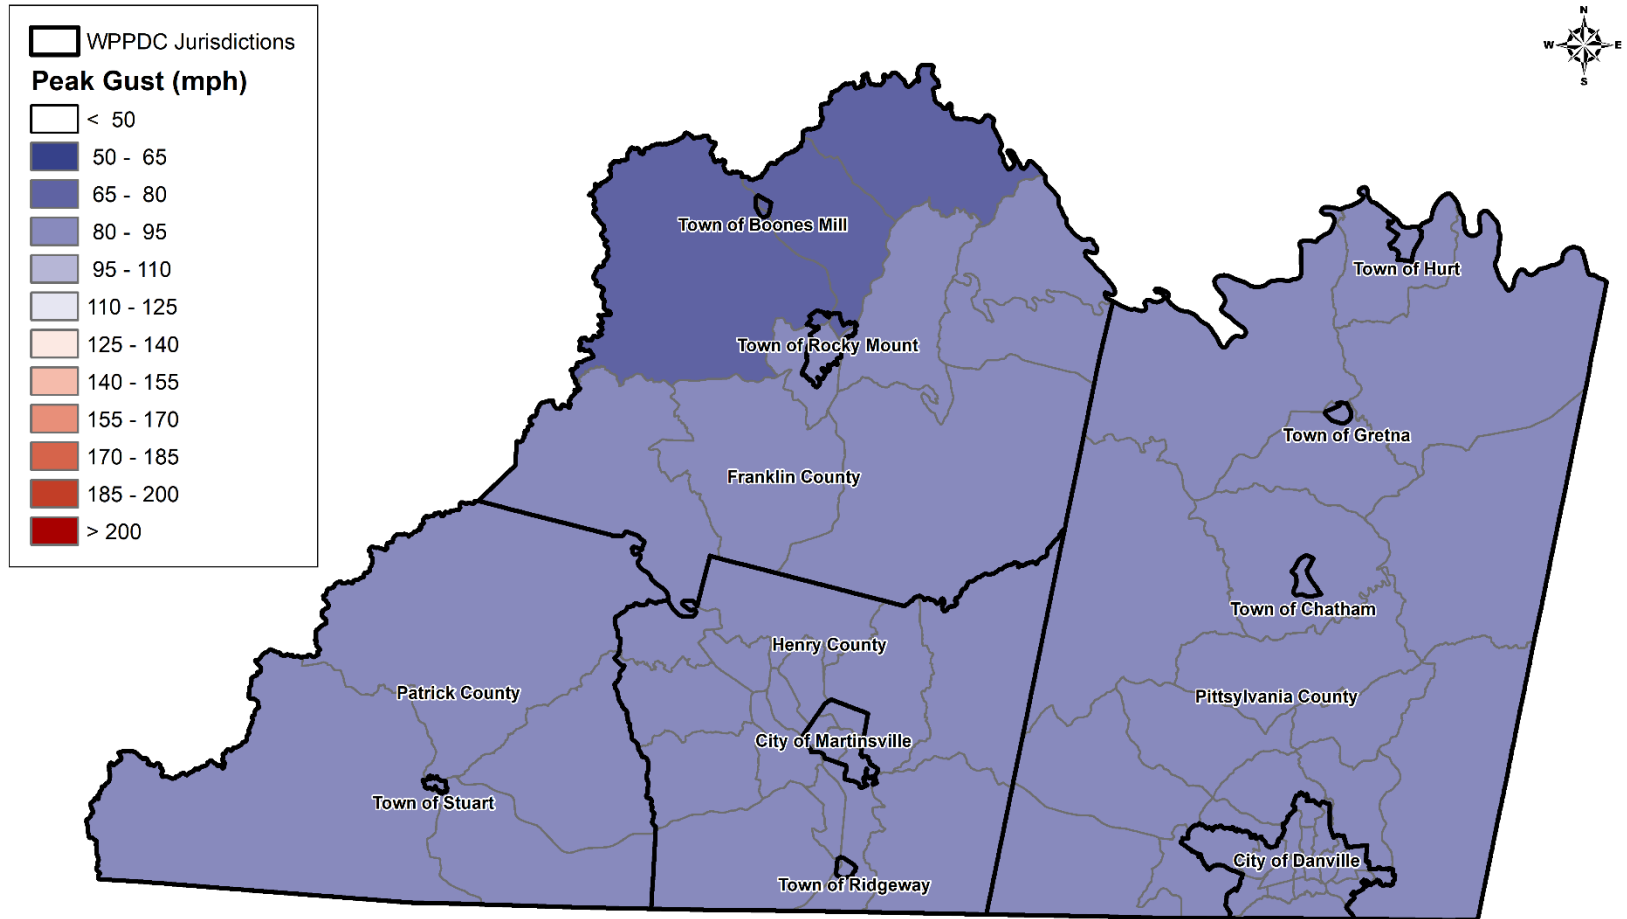 WPPDC Jurisdictions
Peak Gust (mph)
< 50
50 - 65
65 - 80
80 - 95
95 - 110
110 - 125
125 - 140
140 - 155
155 - 170
170 - 185
185 - 200
> 200
N
W E
S
Town of Boones Mill
Town of Hurt
Town of Rocky Mount
Town of Gretna
Franklin County
Town of Chatham
Henry County
Patrick County
Pittsylvania County
City of Martinsville
Town of Stuart
City of Danville
Town of Ridgeway